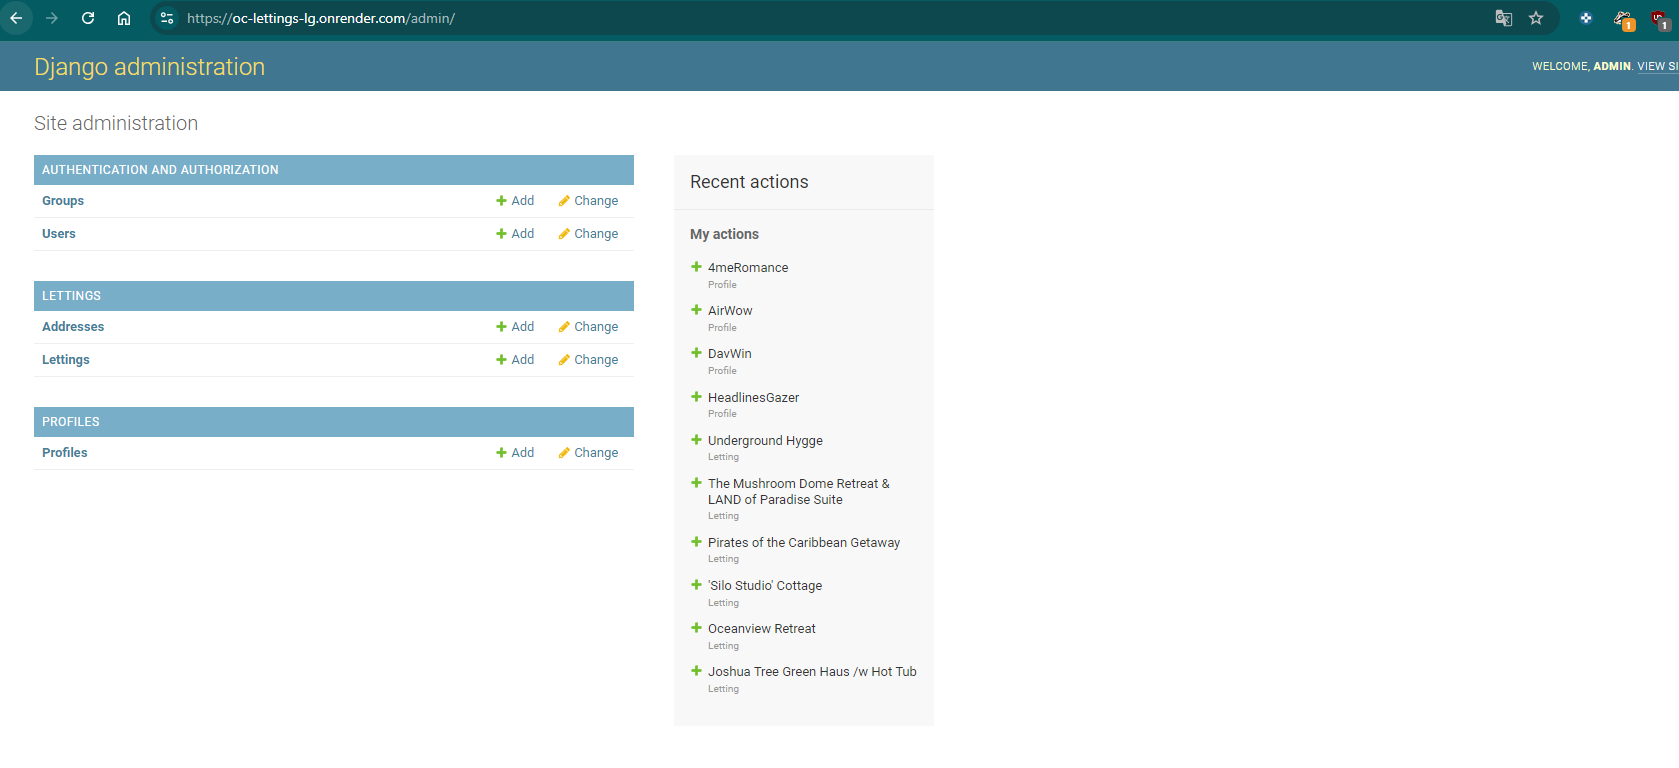 https://oc-lettings-lg.onrender.com/admin/
1
1
Django administration
WELCOME, ADMIN. VIEW SI
Site administration
AUTHENTICATION AND AUTHORIZATION
Groups Add Change
Users Add Change
LETTINGS
Addresses Add Change
Lettings Add Change
PROFILES
Profiles Add Change
Recent actions
My actions
4meRomance
Profile
AirWow
Profile
DavWin
Profile
HeadlinesGazer
Profile
Underground Hygge
Letting
The Mushroom Dome Retreat &
LAND of Paradise Suite
Letting
Pirates of the Caribbean Getaway
Letting
'Silo Studio' Cottage
Letting
Oceanview Retreat
Letting
Joshua Tree Green Haus /w Hot Tub
Letting